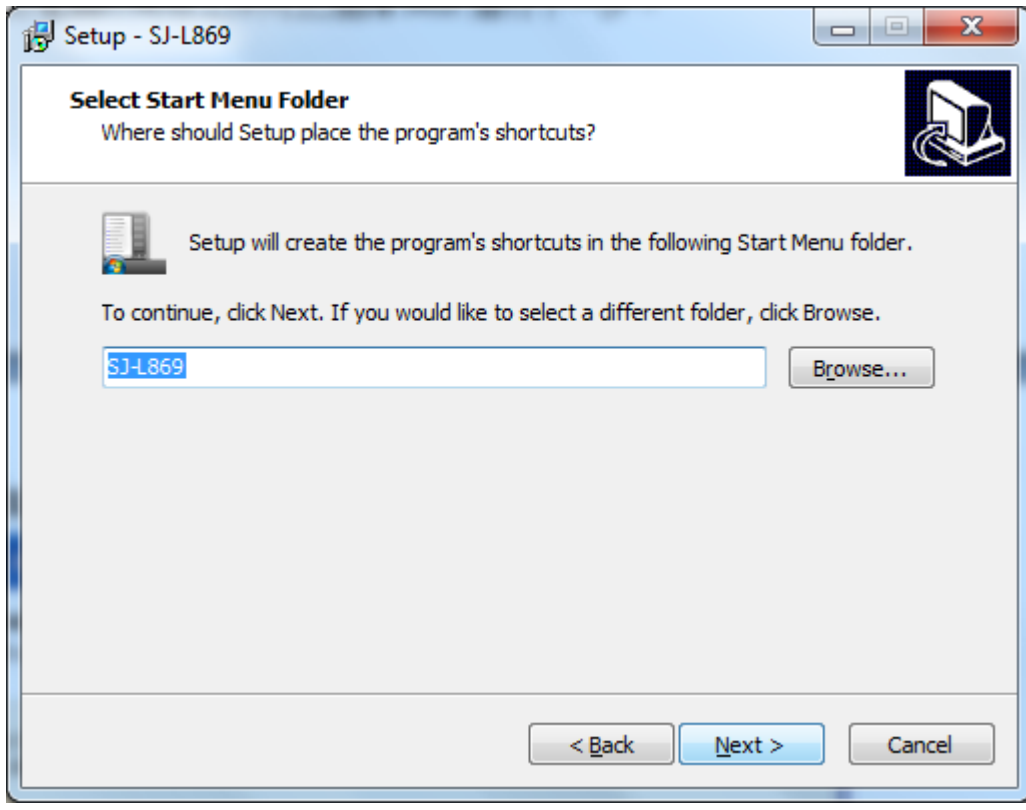 Setup - SJ-L869
Select Start Menu Folder
Where should Setup place the program's shortcuts?
Setup will create the program's shortcuts in the following Start Menu folder.
To continue, click Next. If you would like to select a different folder, click Browse.
SJ-L869
Browse...
< Back
Next >
Cancel